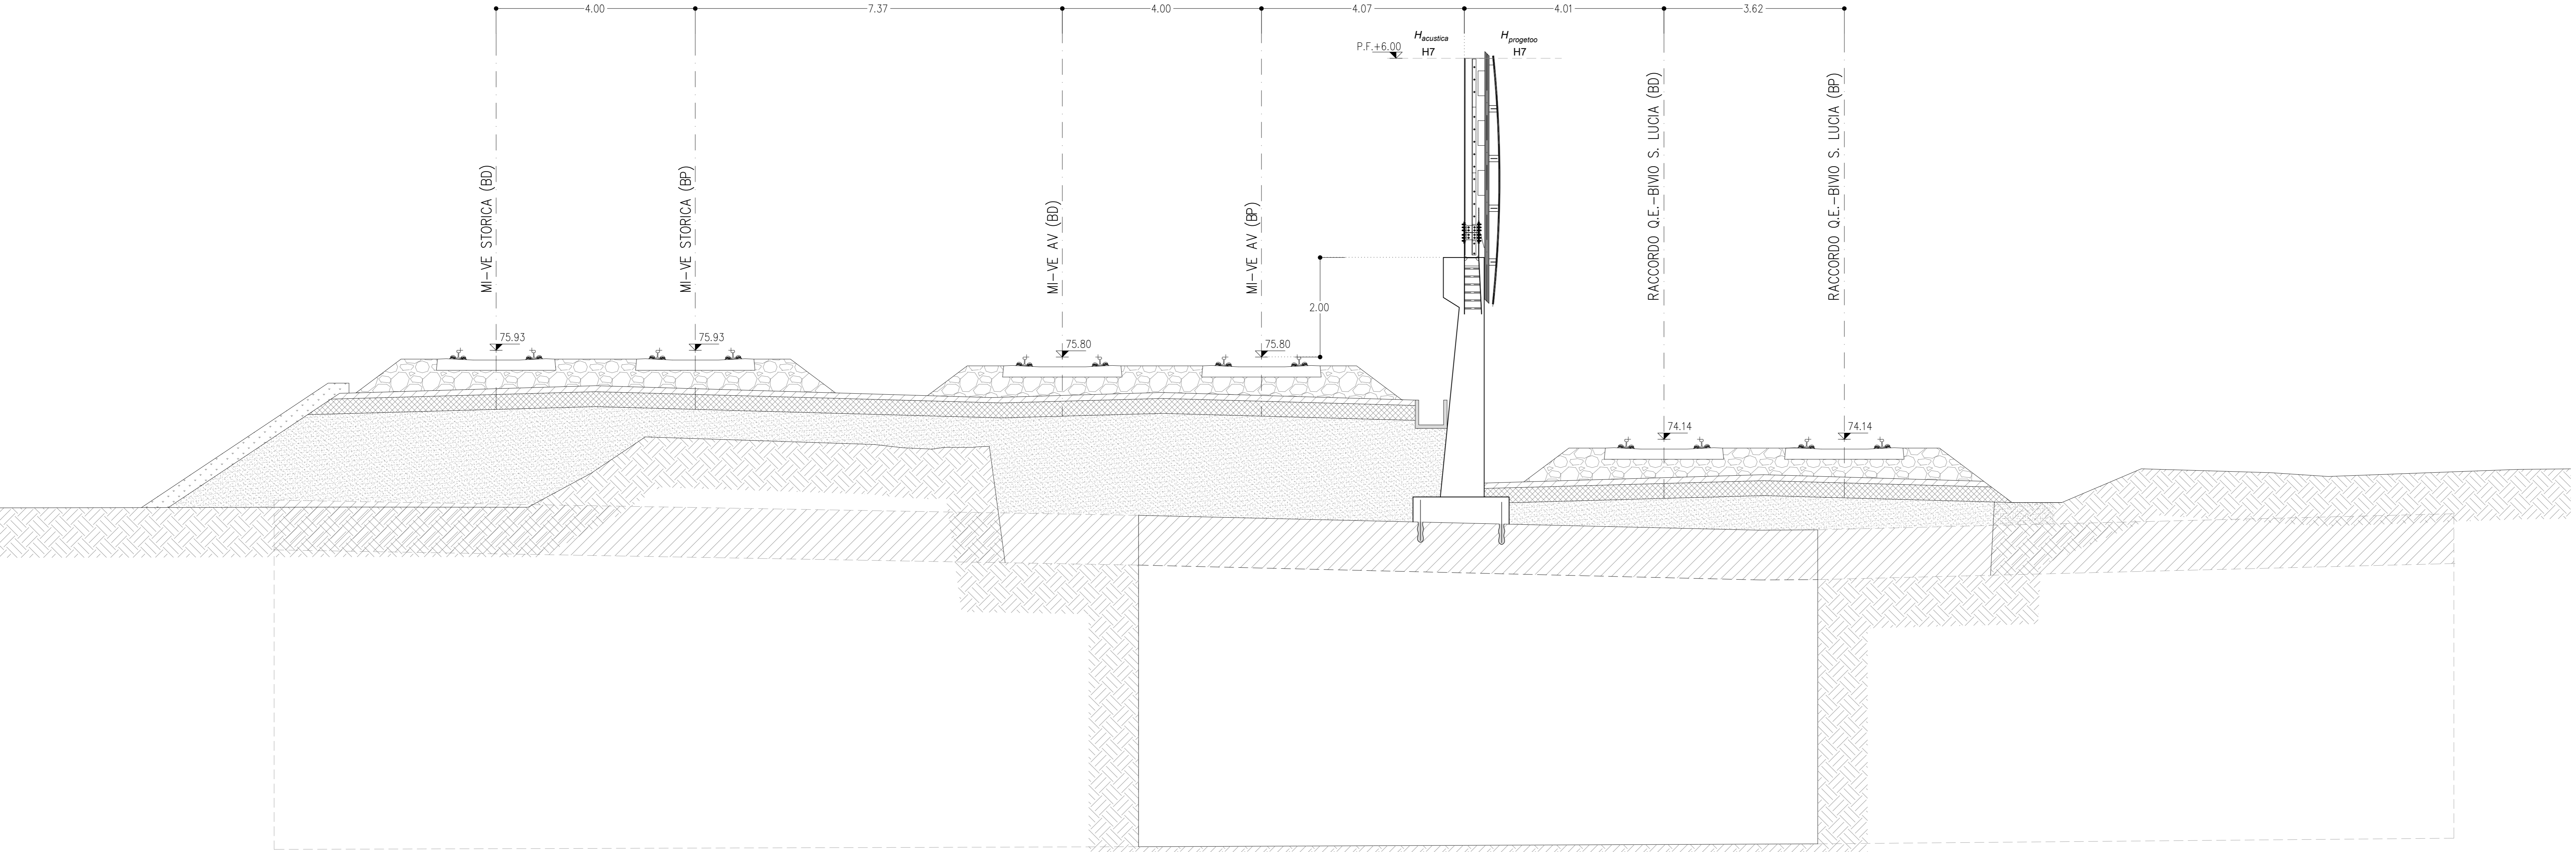 4.00
7.37
4.00
4.07
4.01
3.62
Hacustica
H7
Hprogetoo
H7
P.F.+6.00
MI-VE STORICA (BD)
MI-VE STORICA (BP)
MI-VE AV (BD)
MI-VE AV (BP)
RACCORDO Q.E.-BIVIO S. LUCIA (BD)
RACCORDO Q.E.-BIVIO S. LUCIA (BP)
2.00
75.93
75.93
75.80
75.80
74.14
74.14